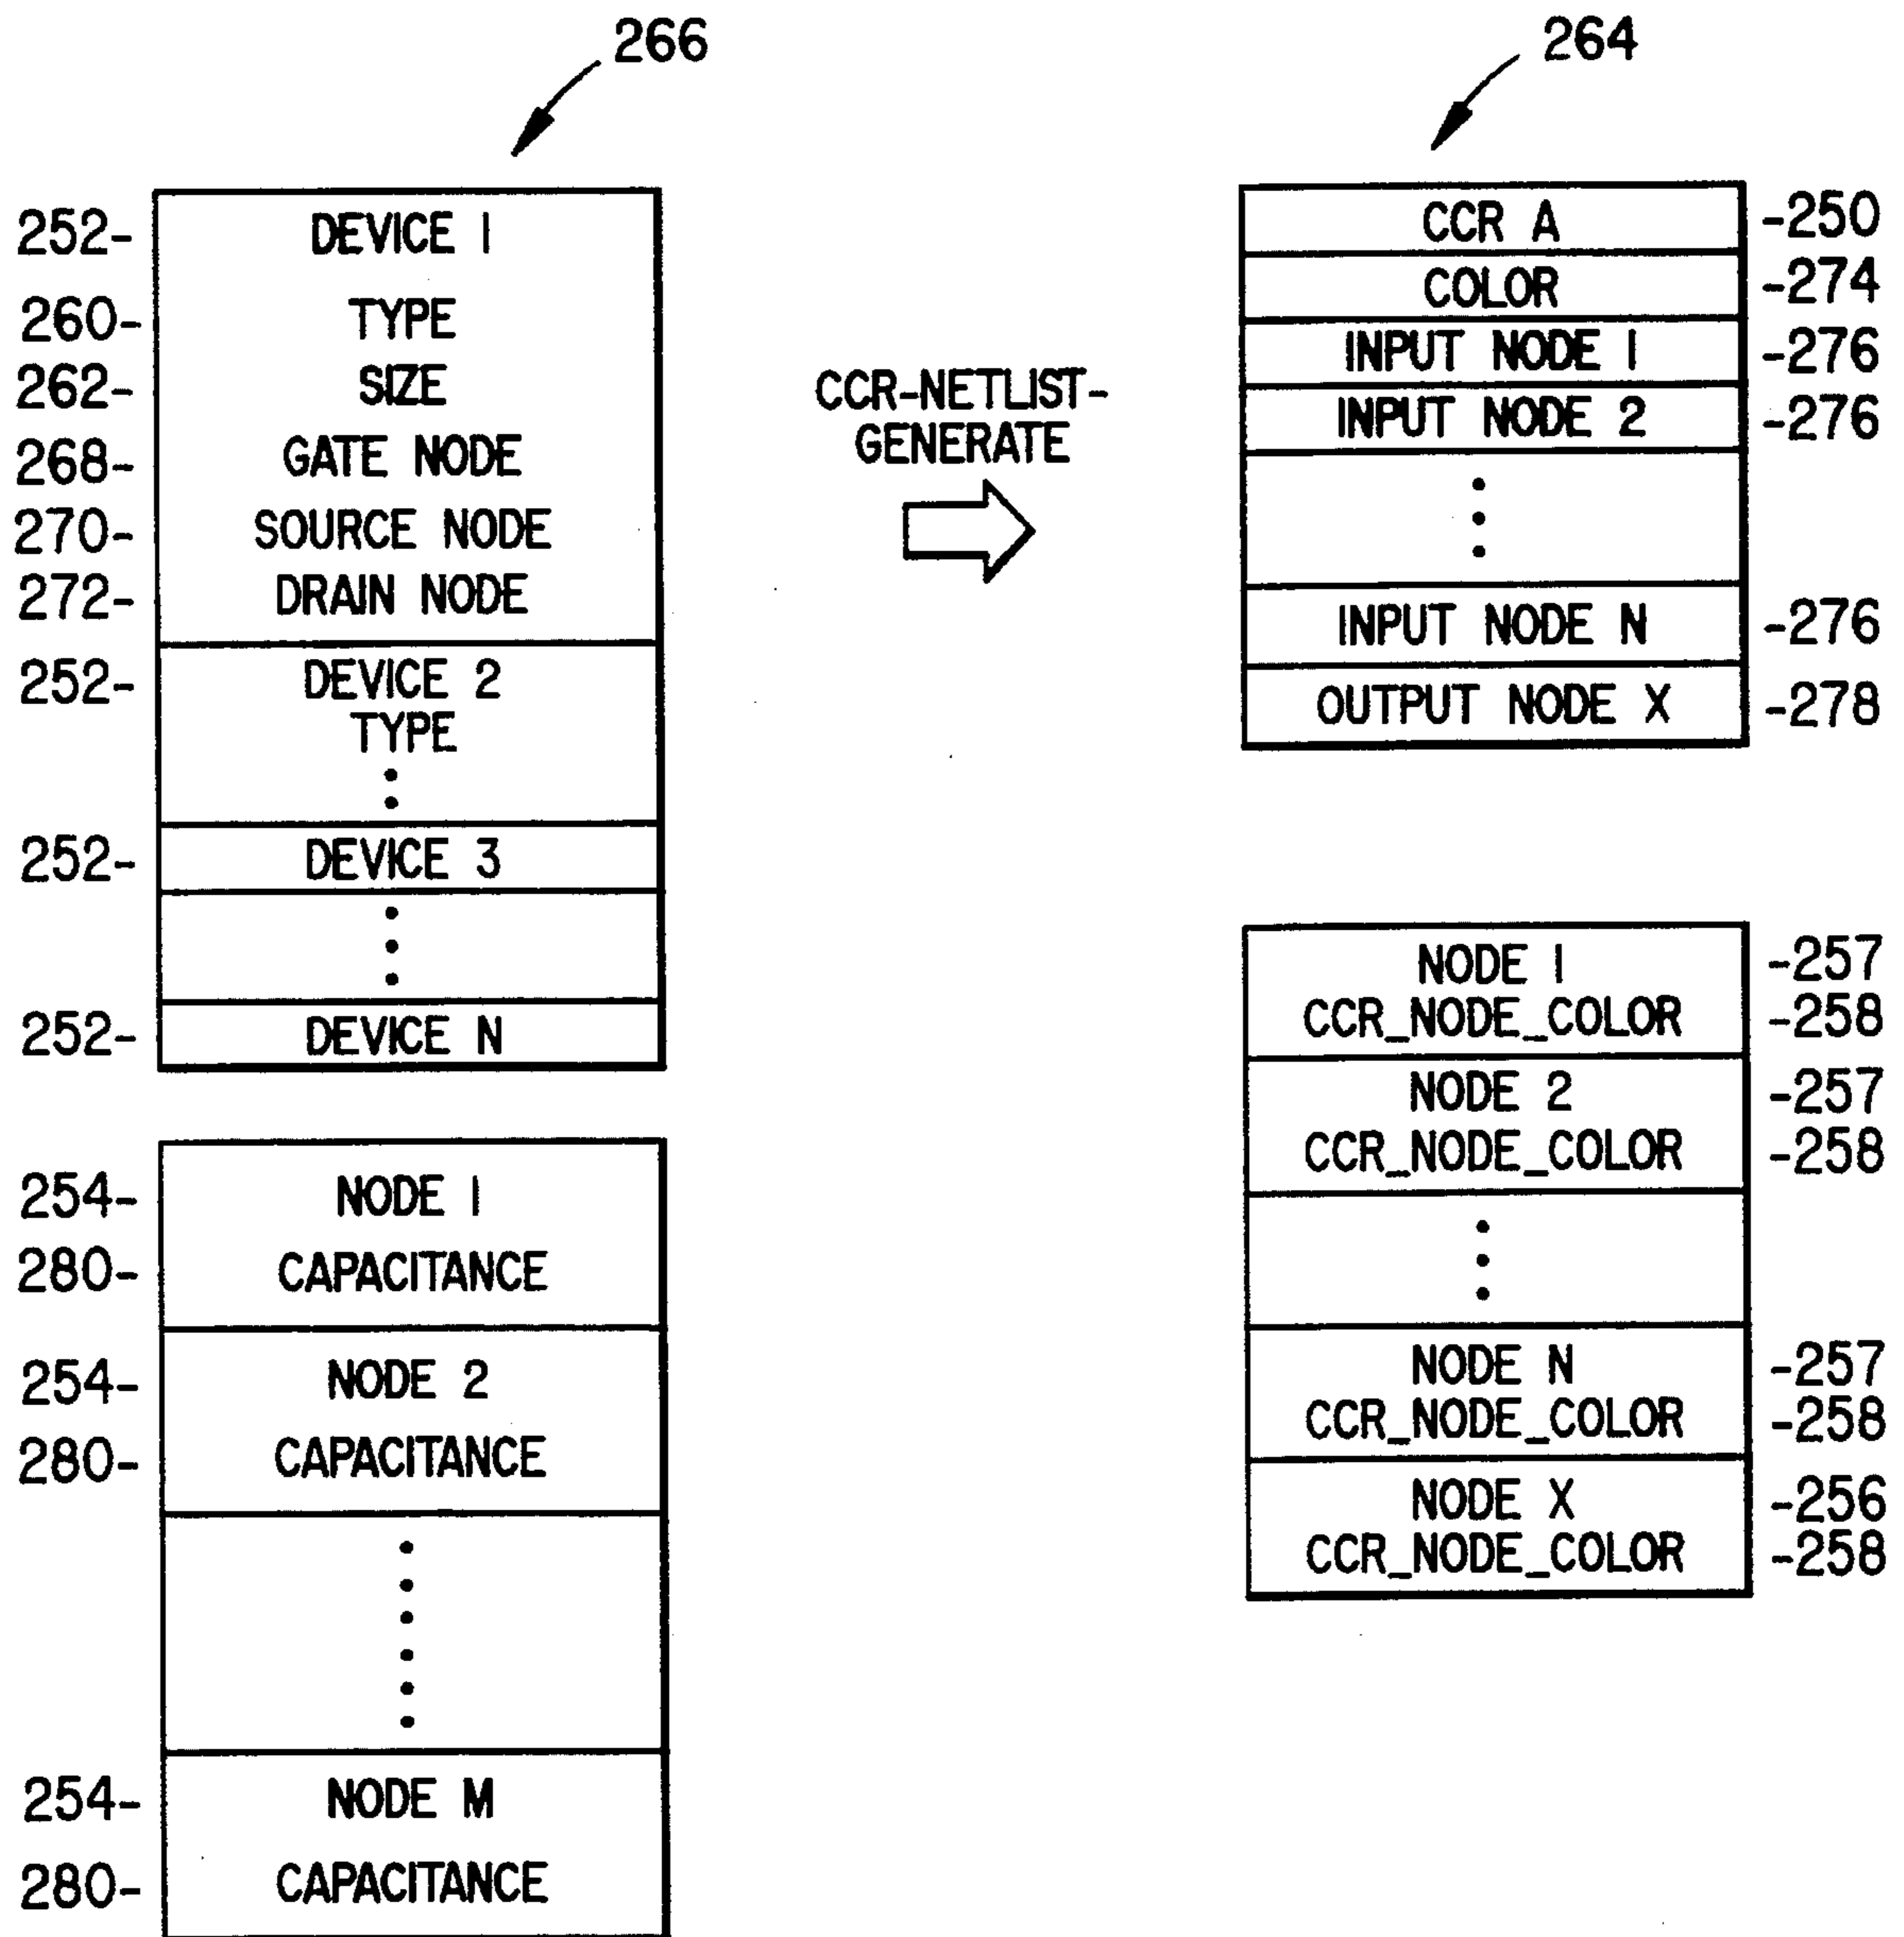 266
252- DEVICE 1
260- TYPE
262- SIZE
268- GATE NODE
270- SOURCE NODE
272- DRAIN NODE
252- DEVICE 2
TYPE
252- DEVICE 3
252- DEVICE N
254- NODE 1
280- CAPACITANCE
254- NODE 2
280- CAPACITANCE
254- NODE M
280- CAPACITANCE
CCR-NETLIST-
GENERATE
264
CCR A -250
COLOR -274
INPUT NODE 1 -276
INPUT NODE 2 -276
INPUT NODE N -276
OUTPUT NODE X -278
NODE 1 -257
CCR_NODE_COLOR -258
NODE 2 -257
CCR_NODE_COLOR -258
NODE N -257
CCR_NODE_COLOR -258
NODE X -256
CCR_NODE_COLOR -258